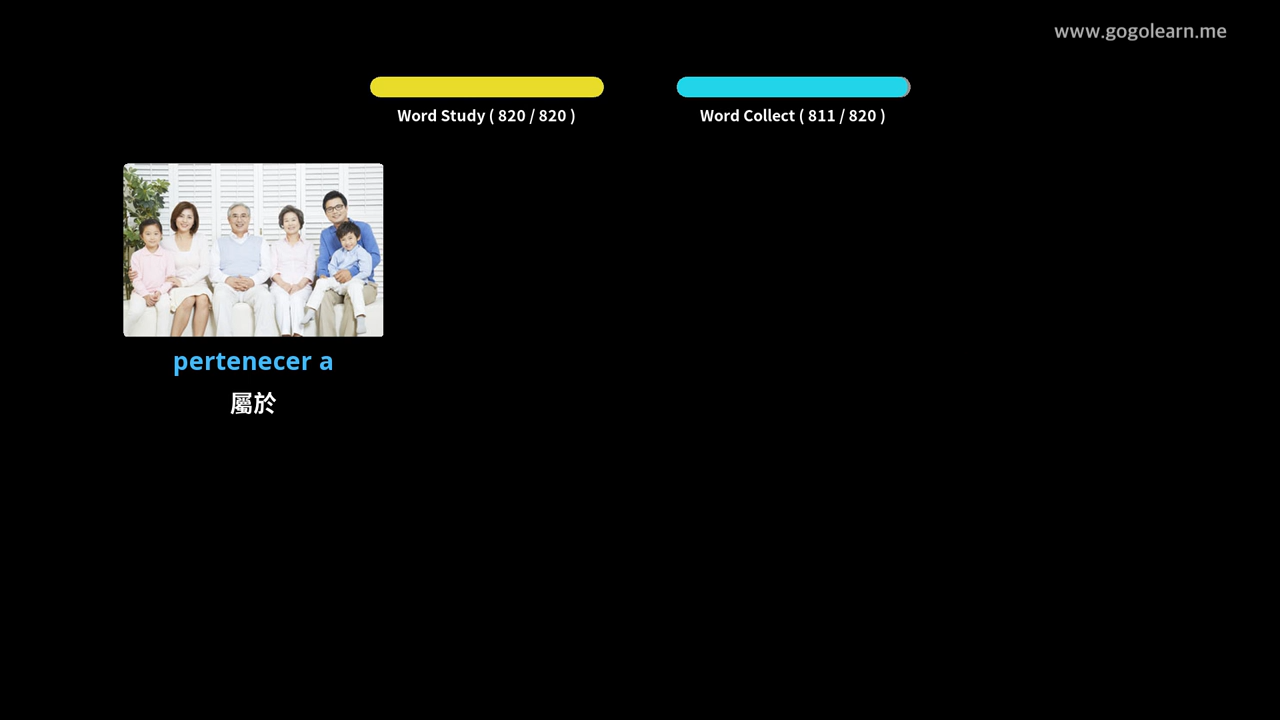 www.gogolearn.me
Word Study ( 820 / 820 )
Word Collect ( 811 / 820 )
pertenecer a
屬於